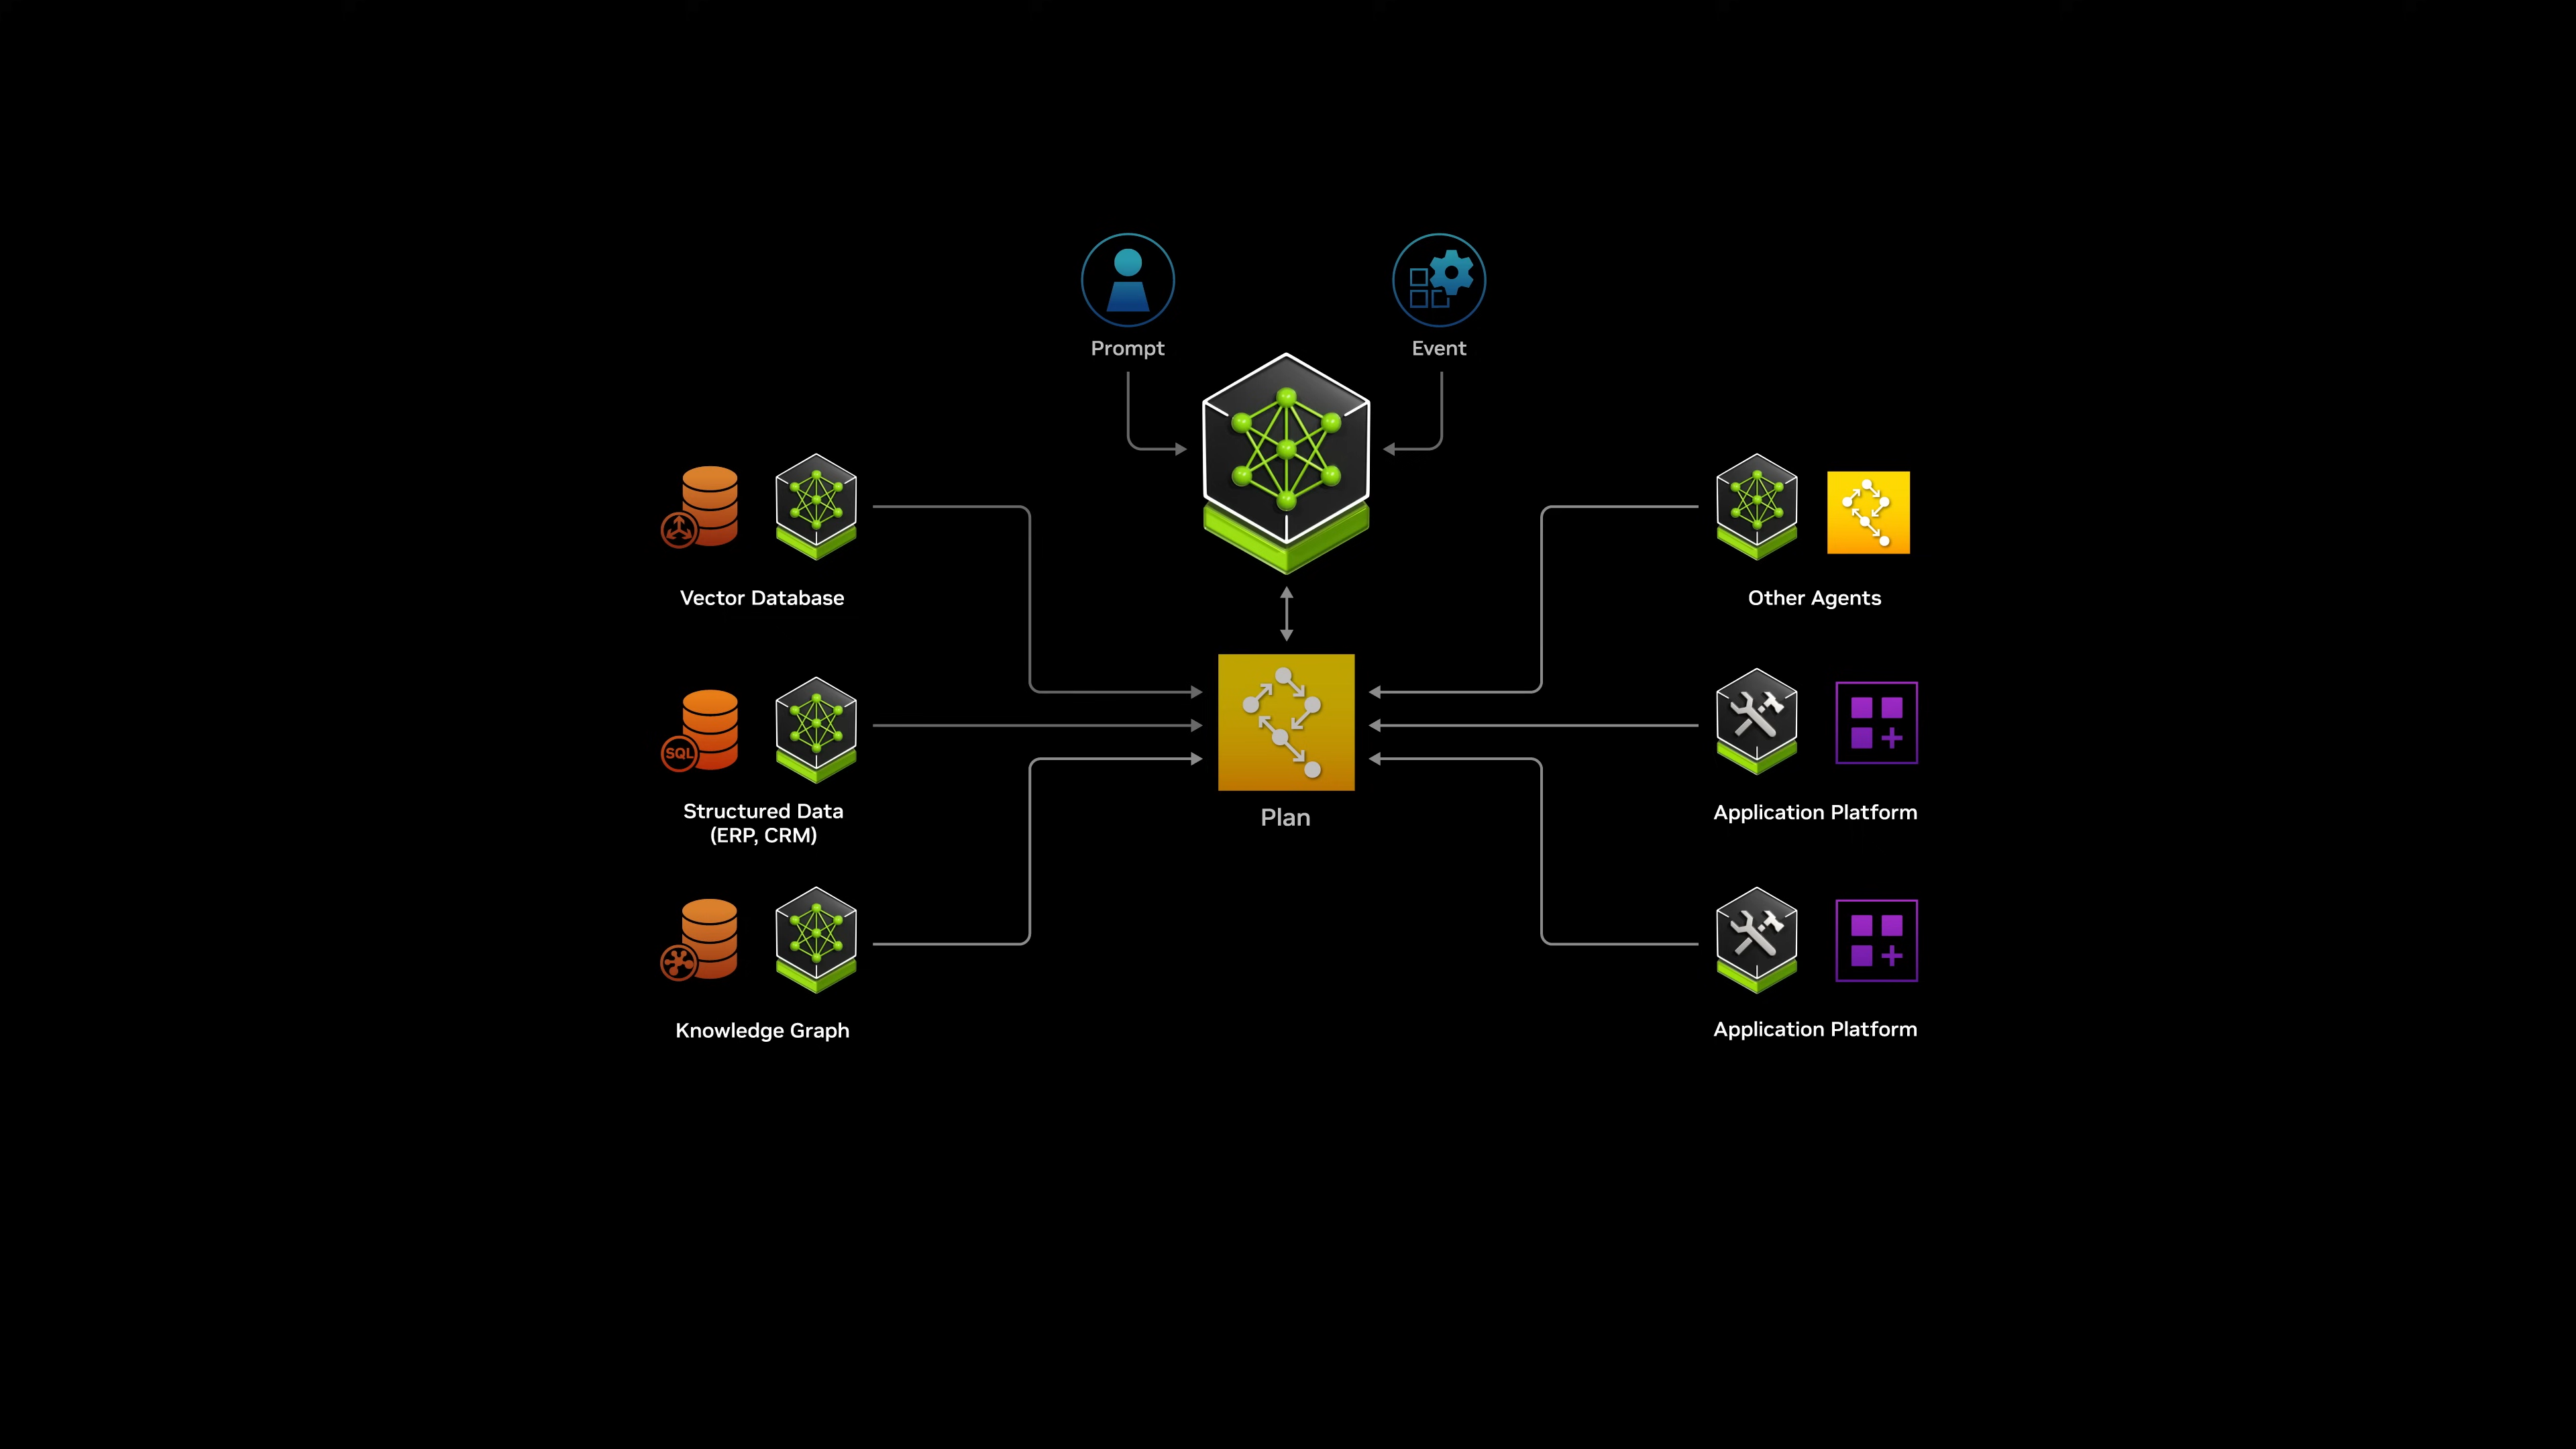 Prompt
Event
Vector Database
Other Agents
SQL
Structured Data
(ERP, CRM)
Plan
Application Platform
Knowledge Graph
Application Platform